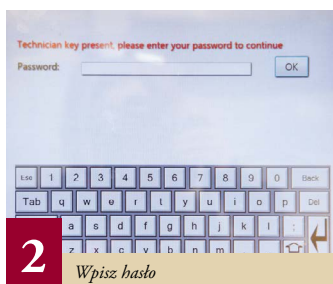 Technician key present, please enter your password to continue
Password:
OK
Esc 1 2 3 4 5 6 7 8 9 0 Back
Tab q w e r t y u i o p Del
a s d f g h j k l :
z x c v b n m
2
Wpisz hasło